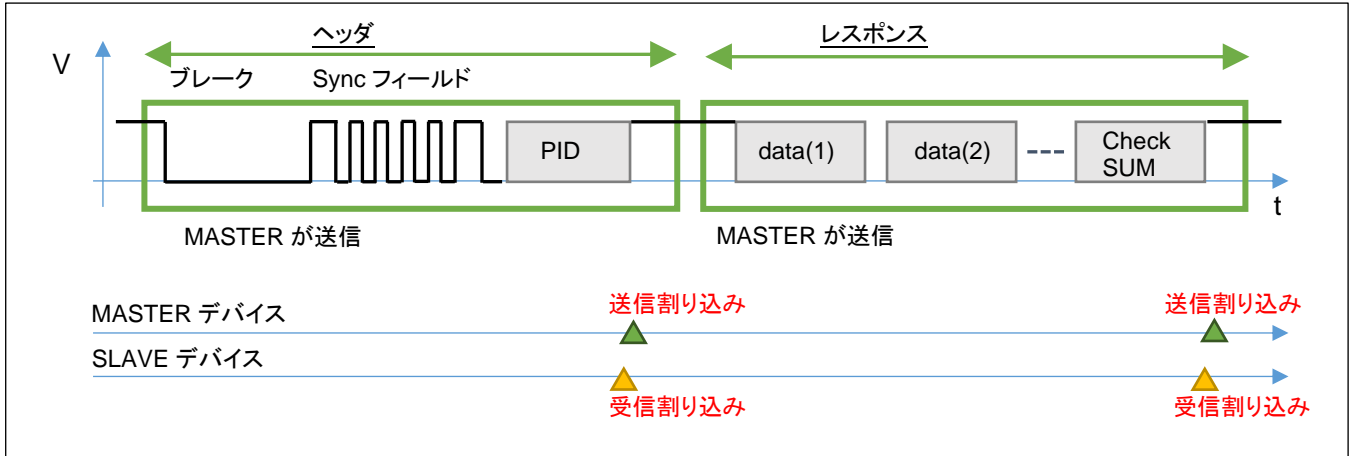 ヘッダ
レスポンス
V
ブレーク
Sync フィールド
PID
data(1)
data(2)
Check
SUM
t
MASTER が送信
MASTER が送信
送信割り込み
送信割り込み
MASTER デバイス
SLAVE デバイス
受信割り込み
受信割り込み